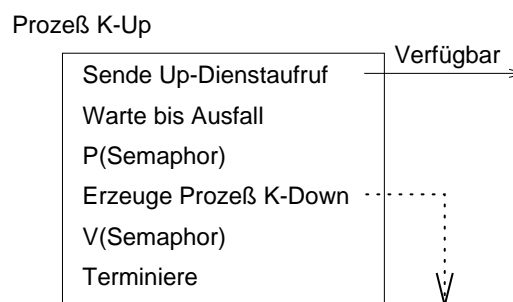 Prozeß K-Up
Verfügbar
Sende Up-Dienstaufruf
Warte bis Ausfall
P(Semaphor)
Erzeuge Prozeß K-Down
V(Semaphor)
Terminiere